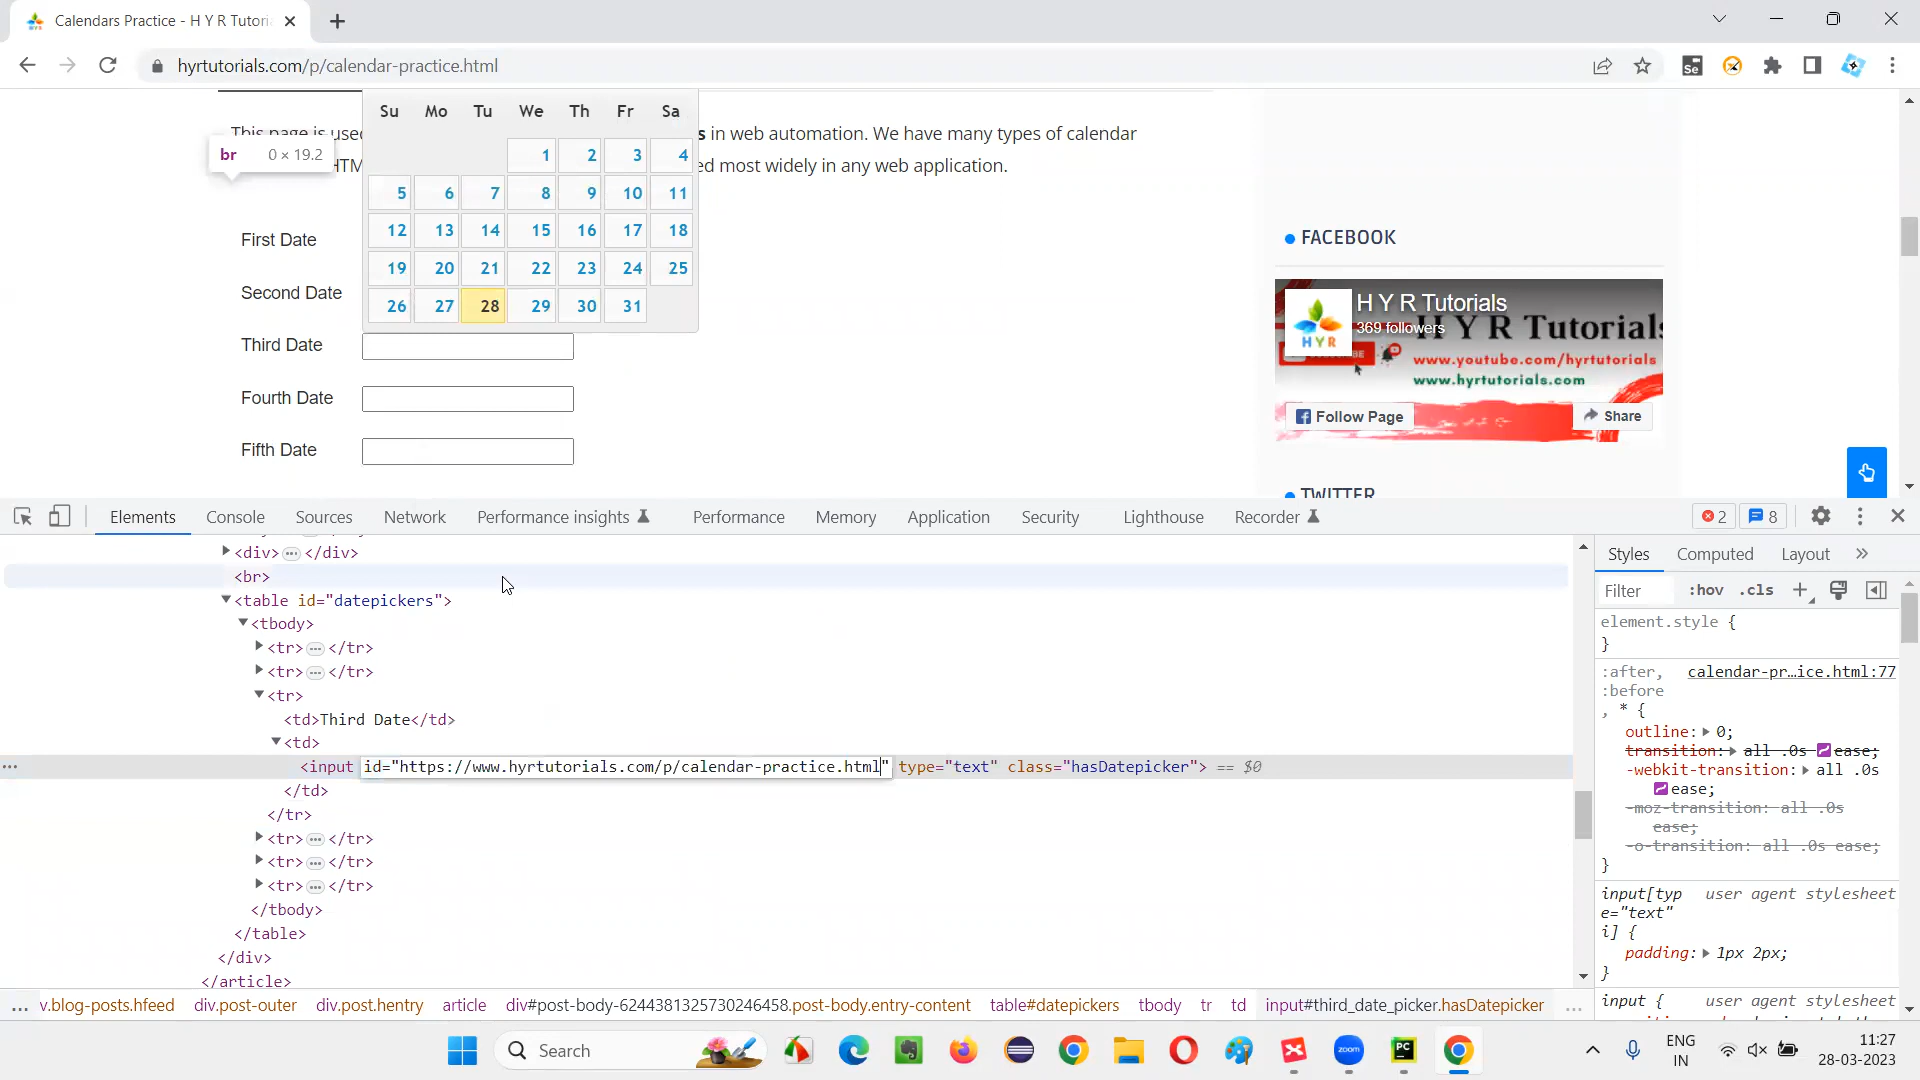 Calendars Practice - H Y R Tutori
hyrtutorials.com/p/calendar-practice.html
Su Mo Tu We Th Fr Sa
1 2 3 4
5 6 7 8 9 10 11
12 13 14 15 16 17 18
19 20 21 22 23 24 25
26 27 28 29 30 31
This page is used s in web automation. We have many types of calendar
HTM ed most widely in any web application.
br 0 × 19.2
First Date
Second Date
Third Date
Fourth Date
Fifth Date
FACEBOOK
H Y R Tutorials
369 followers
H Y R Tutorials
HYR
www.youtube.com/hyrtutorials
www.hyrtutorials.com
Follow Page Share
TWITTER
Elements Console Sources Network Performance insights Performance Memory Application Security Lighthouse Recorder 2 8
<div> ... </div>
<br>
<table id="datepickers">
<tbody>
<tr> ... </tr>
<tr> ... </tr>
<tr>
<td>Third Date</td>
<td>
<input id="https://www.hyrtutorials.com/p/calendar-practice.html" type="text" class="hasDatepicker"> == $0
</td>
</tr>
<tr> ... </tr>
<tr> ... </tr>
<tr> ... </tr>
</tbody>
</table>
</div>
</article>
... v.blog-posts.hfeed div.post-outer div.post.hentry article div#post-body-6244381325730246458.post-body.entry-content table#datepickers tbody tr td input#third_date_picker.hasDatepicker ...
Styles Computed Layout »
Filter :hov .cls +
element.style {
}
:after, calendar-pr…ice.html:77
:before
, * {
outline: 0;
transition: all .0s ease;
-webkit-transition: all .0s
ease;
-moz-transition: all .0s
ease;
-o-transition: all .0s ease;
}
input[typ user agent stylesheet
e="text"
i] {
padding: 1px 2px;
}
input { user agent stylesheet
Search
ENG
IN
11:27
28-03-2023